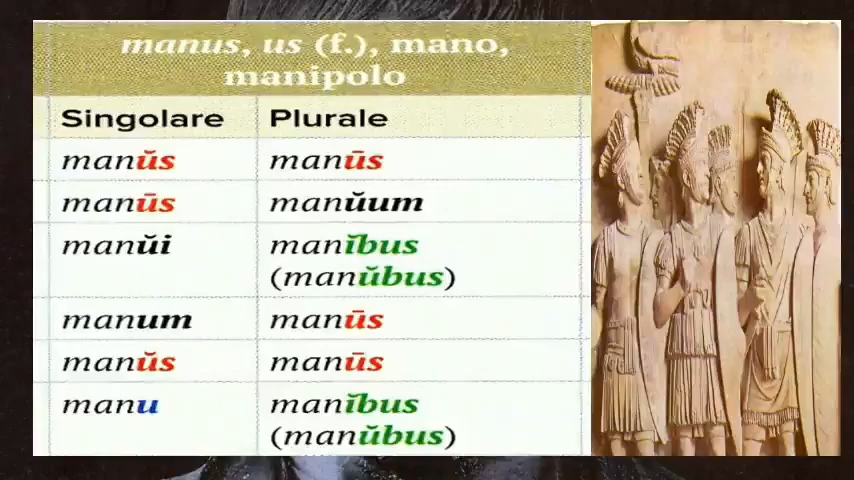 manus, us (f.), mano,
manipolo
Singolare Plurale
manŭs manūs
manūs manŭum
manŭi manĭbus
(manŭbus)
manum manūs
manŭs manūs
manu manĭbus
(manŭbus)